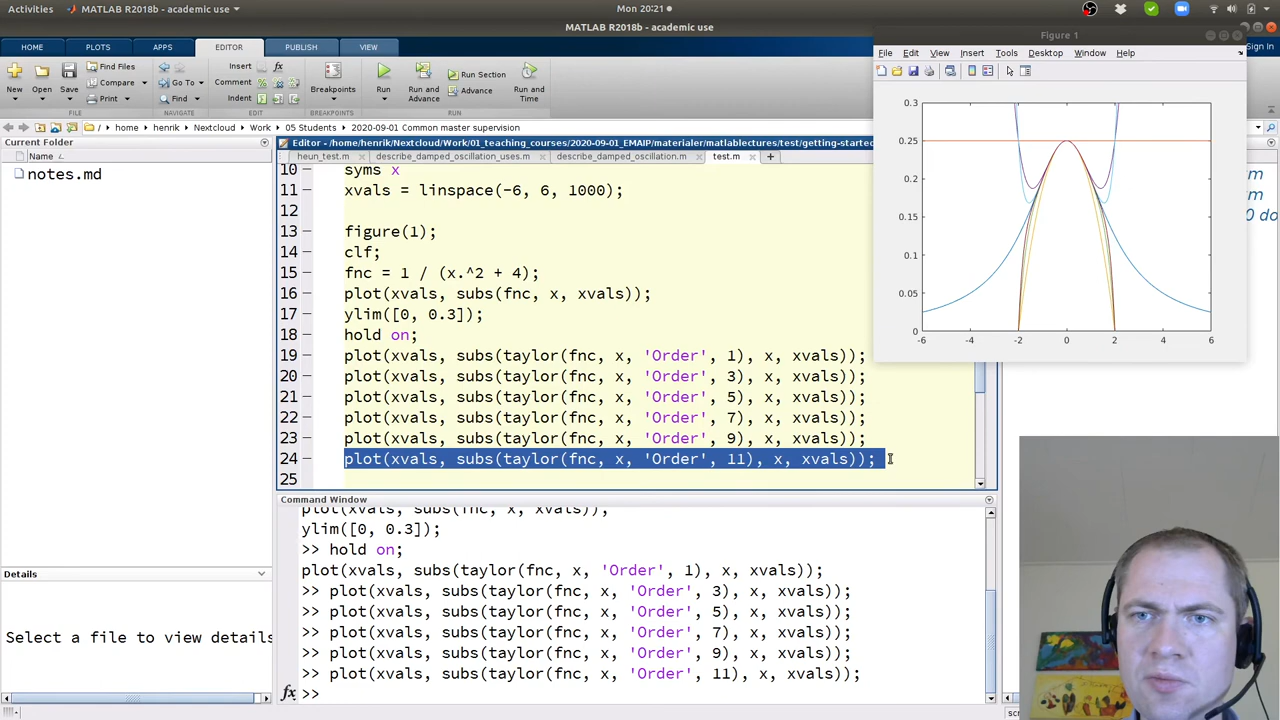 Activities
MATLAB R2018b - academic use
Mon 20:21
MATLAB R2018b - academic use
HOME
PLOTS
APPS
EDITOR
PUBLISH
VIEW
Sign In
New
Open
Save
Find Files
Compare
Print
Go To
Find
Insert
fx
Comment
Indent
Breakpoints
Run
Run and Advance
Run Section
Advance
Run and Time
FILE
NAVIGATE
EDIT
BREAKPOINTS
RUN
/ home henrik Nextcloud Work 05 Students 2020-09-01 Common master supervision
Current Folder
Name
notes.md
Details
Select a file to view details
Editor - /home/henrik/Nextcloud/Work/01_teaching_courses/2020-09-01_EMAIP/materialer/matlablectures/test/getting-started
heun_test.m
describe_damped_oscillation_uses.m
describe_damped_oscillation.m
test.m
10 syms x
11 xvals = linspace(-6, 6, 1000);
12
13 figure(1);
14 clf;
15 fnc = 1 / (x.^2 + 4);
16 plot(xvals, subs(fnc, x, xvals));
17 ylim([0, 0.3]);
18 hold on;
19 plot(xvals, subs(taylor(fnc, x, 'Order', 1), x, xvals));
20 plot(xvals, subs(taylor(fnc, x, 'Order', 3), x, xvals));
21 plot(xvals, subs(taylor(fnc, x, 'Order', 5), x, xvals));
22 plot(xvals, subs(taylor(fnc, x, 'Order', 7), x, xvals));
23 plot(xvals, subs(taylor(fnc, x, 'Order', 9), x, xvals));
24 plot(xvals, subs(taylor(fnc, x, 'Order', 11), x, xvals));
25
Command Window
plot(xvals, subs(fnc, x, xvals));
ylim([0, 0.3]);
>> hold on;
plot(xvals, subs(taylor(fnc, x, 'Order', 1), x, xvals));
>> plot(xvals, subs(taylor(fnc, x, 'Order', 3), x, xvals));
>> plot(xvals, subs(taylor(fnc, x, 'Order', 5), x, xvals));
>> plot(xvals, subs(taylor(fnc, x, 'Order', 7), x, xvals));
>> plot(xvals, subs(taylor(fnc, x, 'Order', 9), x, xvals));
>> plot(xvals, subs(taylor(fnc, x, 'Order', 11), x, xvals));
fx >>
Figure 1
File Edit View Insert Tools Desktop Window Help
0.3
0.25
0.2
0.15
0.1
0.05
0
-6 -4 -2 0 2 4 6